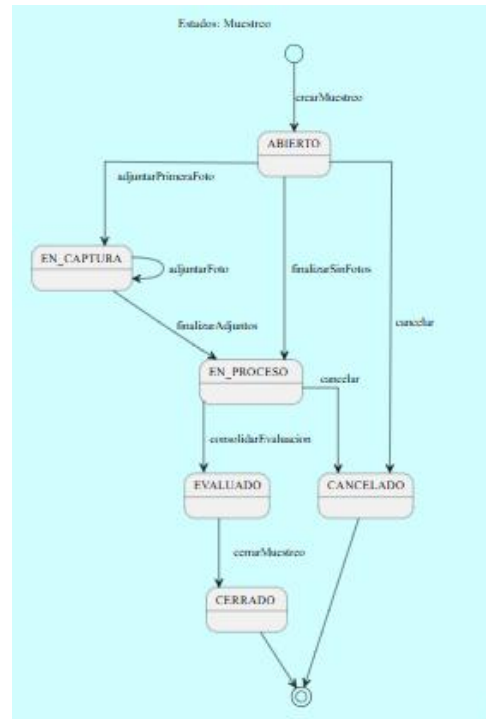 Estados: Muestreo
crearMuestreo
ABIERTO
adjuntarPrimeraFoto
EN_CAPTURA
adjuntarFoto
finalizarSinFotos
cancelar
finalizarAdjuntos
EN_PROCESO
cancelar
consolidarEvaluacion
EVALUADO
CANCELADO
cerrarMuestreo
CERRADO